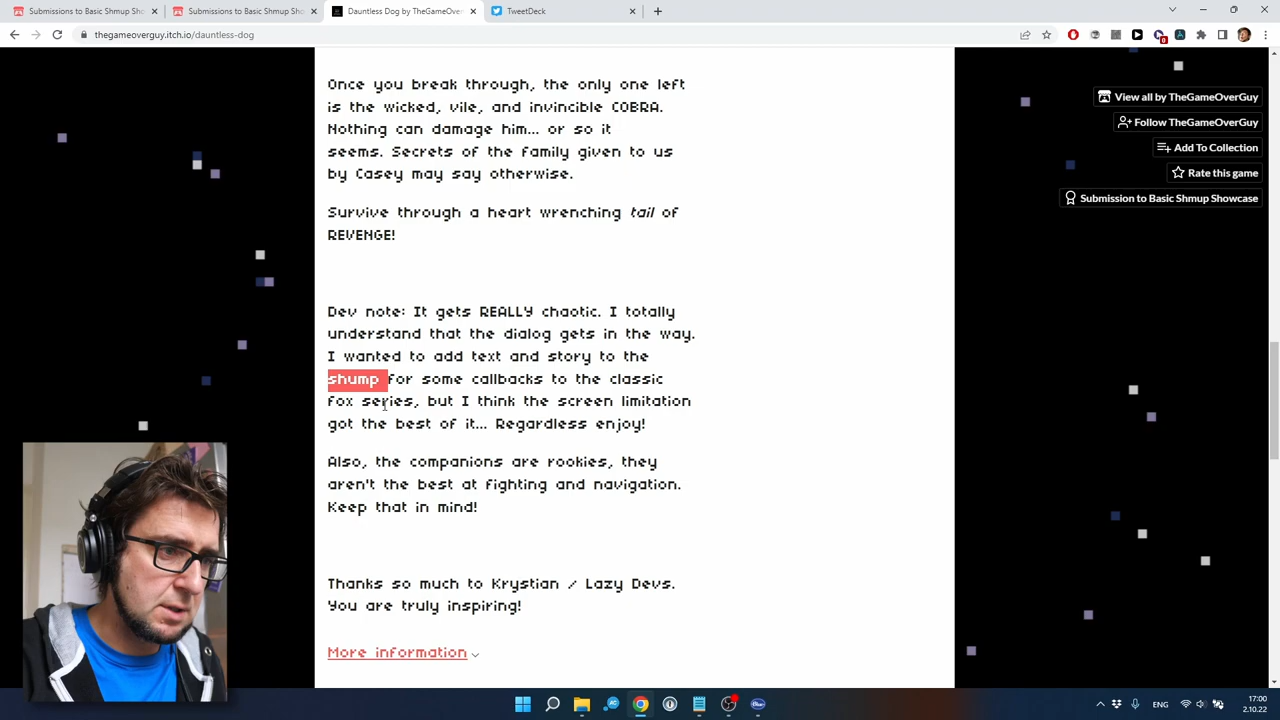 Submissions to Basic Shmup Sho
Submissions to Basic Shmup Sho
Dauntless Dog by TheGameOver
TweetDeck
thegameoverguy.itch.io/dauntless-dog
View all by TheGameOverGuy
Follow TheGameOverGuy
Add To Collection
Rate this game
Submission to Basic Shmup Showcase
Once you break through, the only one left
is the wicked, vile, and invincible COBRA.
Nothing can damage him... or so it
seems. Secrets of the family given to us
by Casey may say otherwise.
Survive through a heart wrenching tail of
REVENGE!
Dev note: It gets REALLY chaotic. I totally
understand that the dialog gets in the way.
I wanted to add text and story to the
shump for some callbacks to the classic
fox series, but I think the screen limitation
got the best of it... Regardless enjoy!
Also, the companions are rookies, they
aren't the best at fighting and navigation.
Keep that in mind!
Thanks so much to Krystian / Lazy Devs.
You are truly inspiring!
More information
ENG
17:00
2.10.22